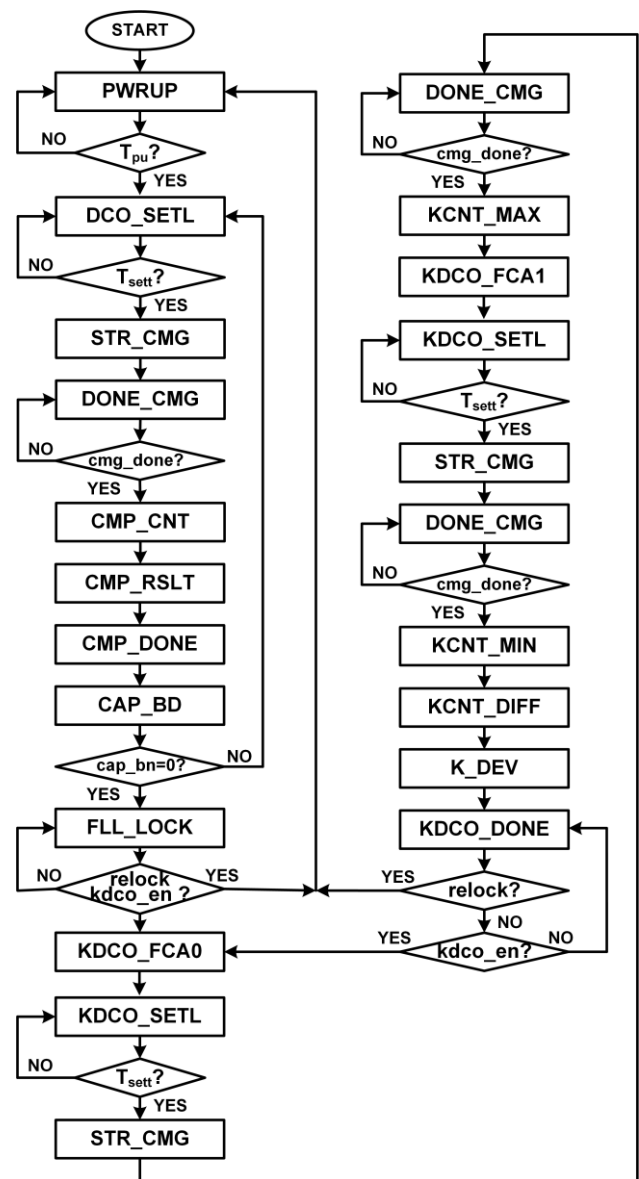 START
PWRUP
NO
Tpu?
YES
DCO_SETL
NO
Tsett?
YES
STR_CMG
DONE_CMG
NO
cmg_done?
YES
CMP_CNT
CMP_RSLT
CMP_DONE
CAP_BD
cap_bn=0?
NO
YES
FLL_LOCK
NO
relock
kdco_en ?
YES
KDCO_FCA0
KDCO_SETL
NO
Tsett?
YES
STR_CMG
DONE_CMG
NO
cmg_done?
YES
KCNT_MAX
KDCO_FCA1
KDCO_SETL
NO
Tsett?
YES
STR_CMG
DONE_CMG
NO
cmg_done?
YES
KCNT_MIN
KCNT_DIFF
K_DEV
KDCO_DONE
YES
relock?
NO
YES
kdco_en?
NO